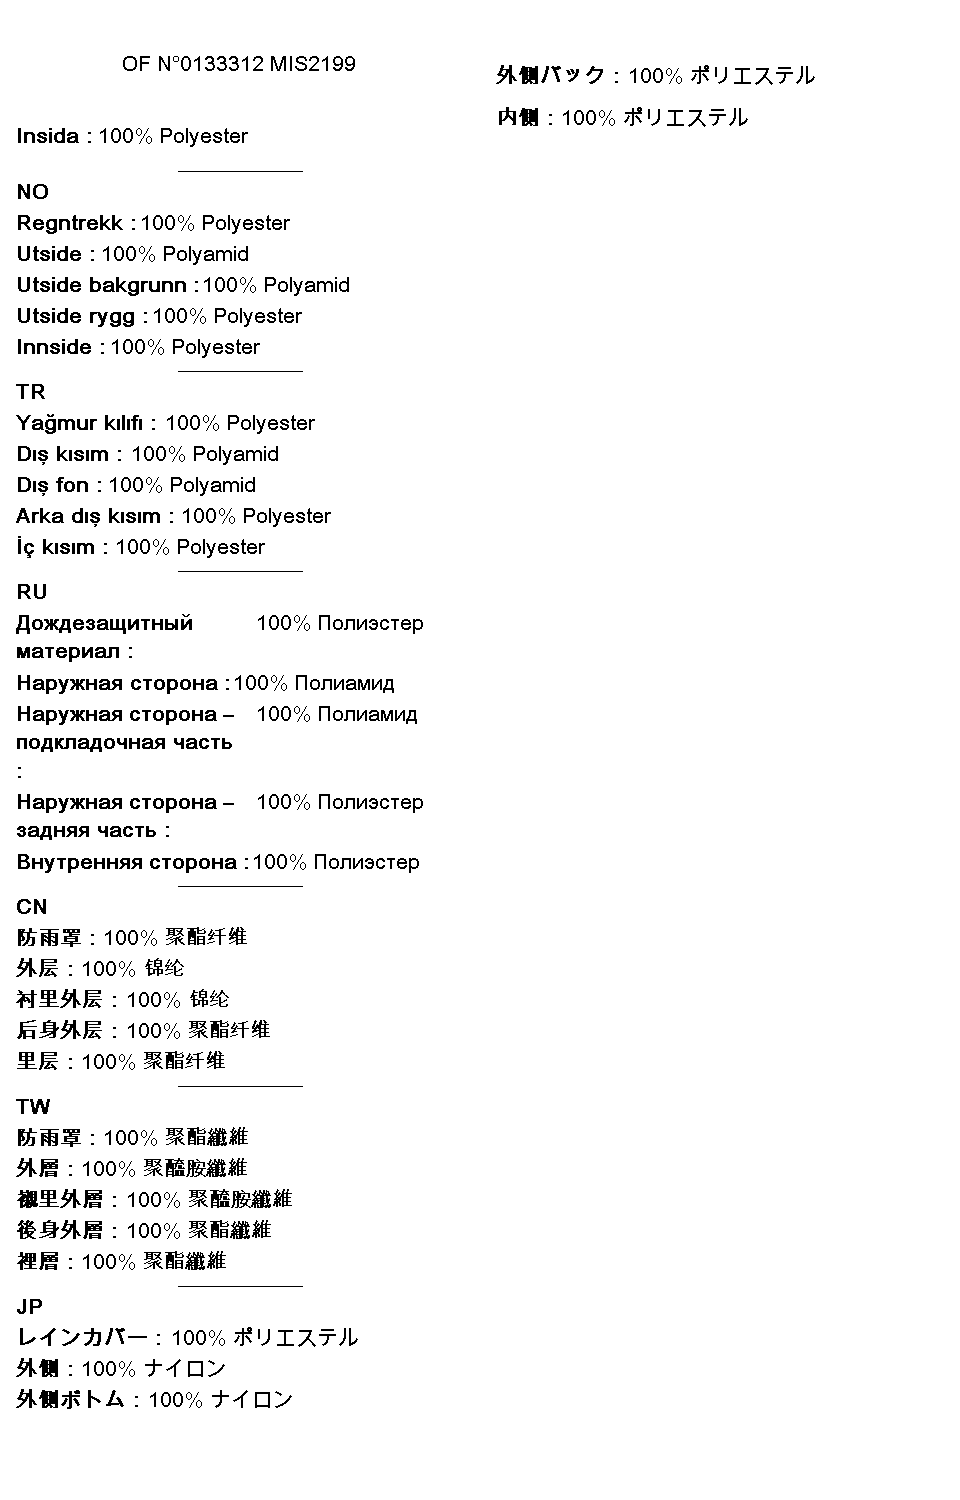 OF N°0133312 MIS2199
Insida : 100% Polyester
NO
Regntrekk : 100% Polyester
Utside : 100% Polyamid
Utside bakgrunn : 100% Polyamid
Utside rygg : 100% Polyester
Innside : 100% Polyester
TR
Yağmur kılıfı : 100% Polyester
Dış kısım : 100% Polyamid
Dış fon : 100% Polyamid
Arka dış kısım : 100% Polyester
İç kısım : 100% Polyester
RU
Дождезащитный 100% Полиэстер
материал :
Наружная сторона : 100% Полиамид
Наружная сторона – 100% Полиамид
подкладочная часть
:
Наружная сторона – 100% Полиэстер
задняя часть :
Внутренняя сторона : 100% Полиэстер
CN
防雨罩 : 100% 聚酯纤维
外层 : 100% 锦纶
衬里外层 : 100% 锦纶
后身外层 : 100% 聚酯纤维
里层 : 100% 聚酯纤维
TW
防雨罩 : 100% 聚酯纖維
外層 : 100% 聚醯胺纖維
襯里外層 : 100% 聚醯胺纖維
後身外層 : 100% 聚酯纖維
裡層 : 100% 聚酯纖維
JP
レインカバー : 100% ポリエステル
外側 : 100% ナイロン
外側ボトム : 100% ナイロン
外側バック : 100% ポリエステル
内側 : 100% ポリエステル